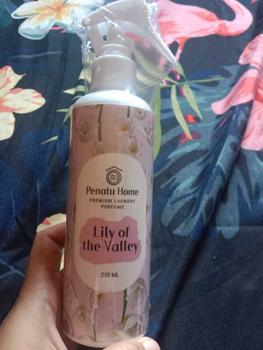 Penatu Home
PREMIUM LAUNDRY
PERFUME
Lily of
the Valley
250 ML